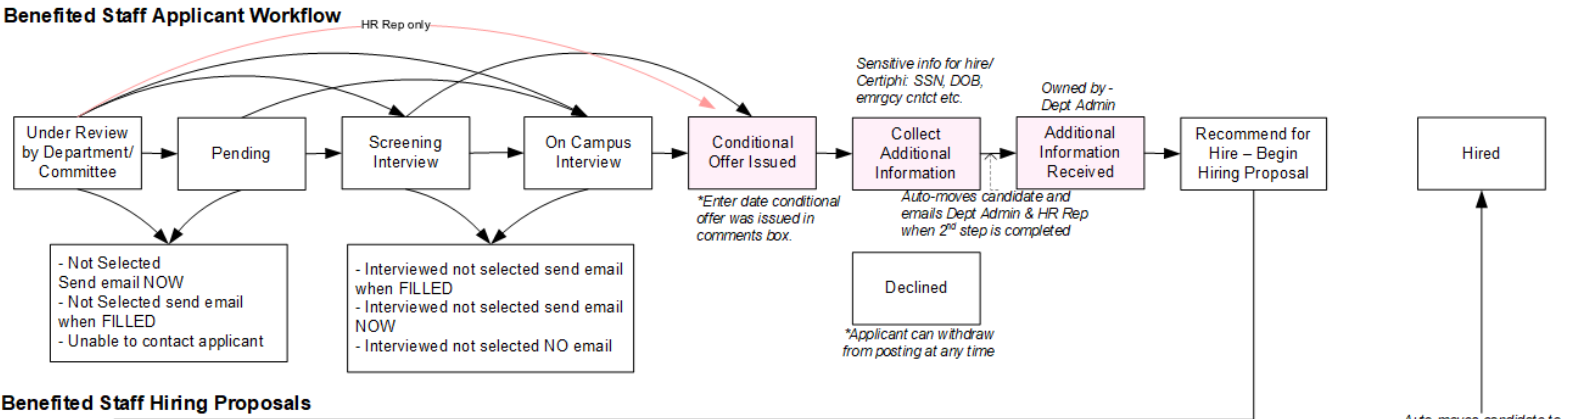 Benefited Staff Applicant Workflow
HR Rep only
Sensitive info for hire/
Certiphi: SSN, DOB,
emrgcy cntct etc.
Owned by -
Dept Admin
Under Review
by Department/
Committee
Pending
Screening
Interview
On Campus
Interview
Conditional
Offer Issued
Collect
Additional
Information
Additional
Information
Received
Recommend for
Hire – Begin
Hiring Proposal
Hired
*Enter date conditional
offer was issued in
comments box.
Auto-moves candidate and
emails Dept Admin & HR Rep
when 2nd step is completed
- Not Selected
Send email NOW
- Not Selected send email
when FILLED
- Unable to contact applicant
- Interviewed not selected send email
when FILLED
- Interviewed not selected send email
NOW
- Interviewed not selected NO email
Declined
*Applicant can withdraw
from posting at any time
Benefited Staff Hiring Proposals
Auto-moves candidate to